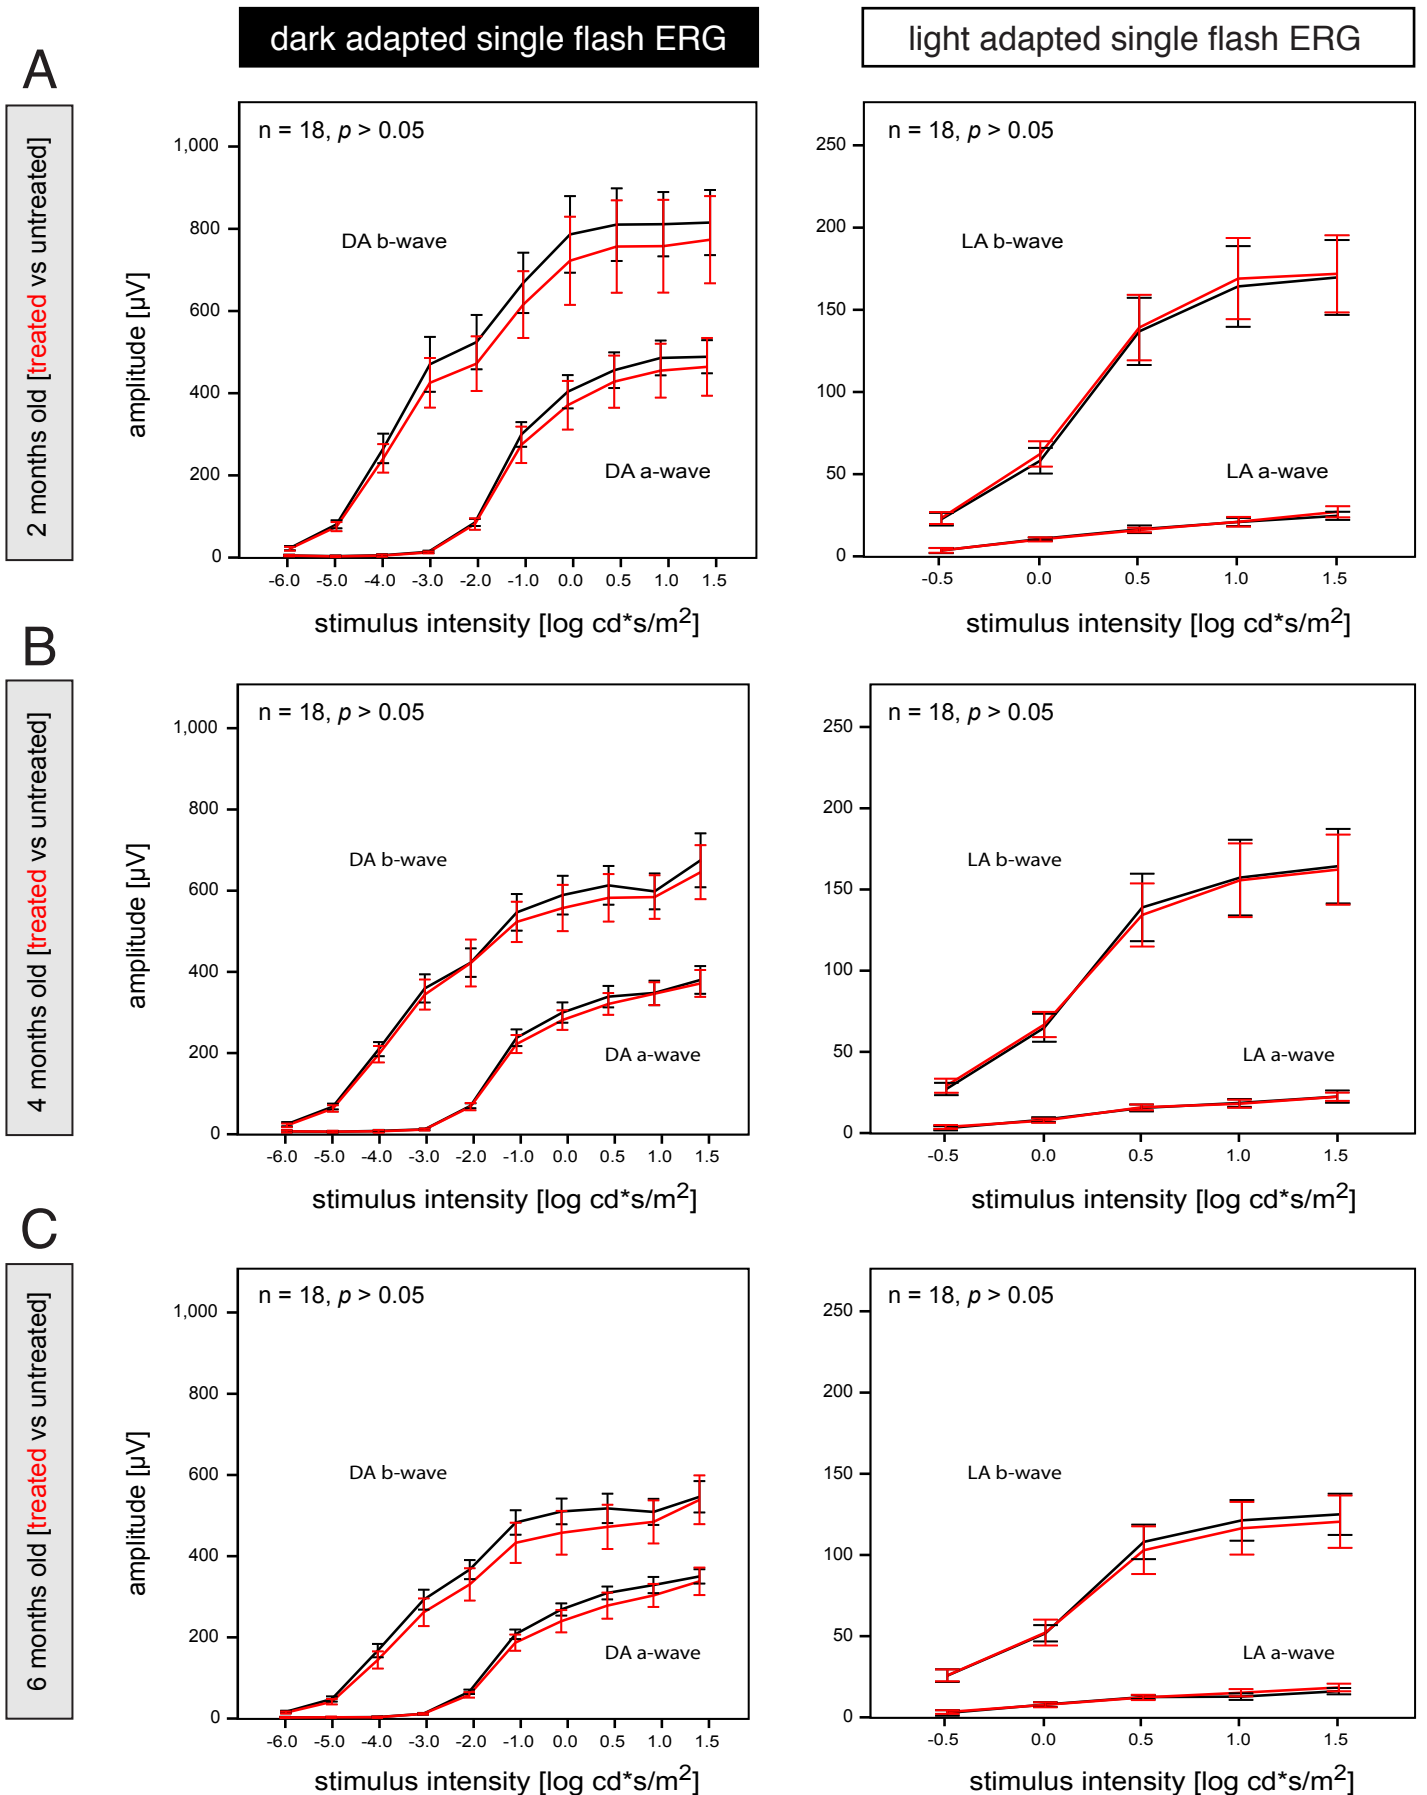 dark adapted single flash ERG
light adapted single flash ERG
A
2 months old [treated vs untreated]
amplitude [µV]
n = 18, p > 0.05
1,000
800
600
400
200
0
DA b-wave
DA a-wave
-6.0 -5.0 -4.0 -3.0 -2.0 -1.0 0.0 0.5 1.0 1.5
stimulus intensity [log cd*s/m²]
n = 18, p > 0.05
250
200
150
100
50
0
LA b-wave
LA a-wave
-0.5 0.0 0.5 1.0 1.5
stimulus intensity [log cd*s/m²]
B
4 months old [treated vs untreated]
amplitude [µV]
n = 18, p > 0.05
1,000
800
600
400
200
0
DA b-wave
DA a-wave
-6.0 -5.0 -4.0 -3.0 -2.0 -1.0 0.0 0.5 1.0 1.5
stimulus intensity [log cd*s/m²]
n = 18, p > 0.05
250
200
150
100
50
0
LA b-wave
LA a-wave
-0.5 0.0 0.5 1.0 1.5
stimulus intensity [log cd*s/m²]
C
6 months old [treated vs untreated]
amplitude [µV]
n = 18, p > 0.05
1,000
800
600
400
200
0
DA b-wave
DA a-wave
-6.0 -5.0 -4.0 -3.0 -2.0 -1.0 0.0 0.5 1.0 1.5
stimulus intensity [log cd*s/m²]
n = 18, p > 0.05
250
200
150
100
50
0
LA b-wave
LA a-wave
-0.5 0.0 0.5 1.0 1.5
stimulus intensity [log cd*s/m²]